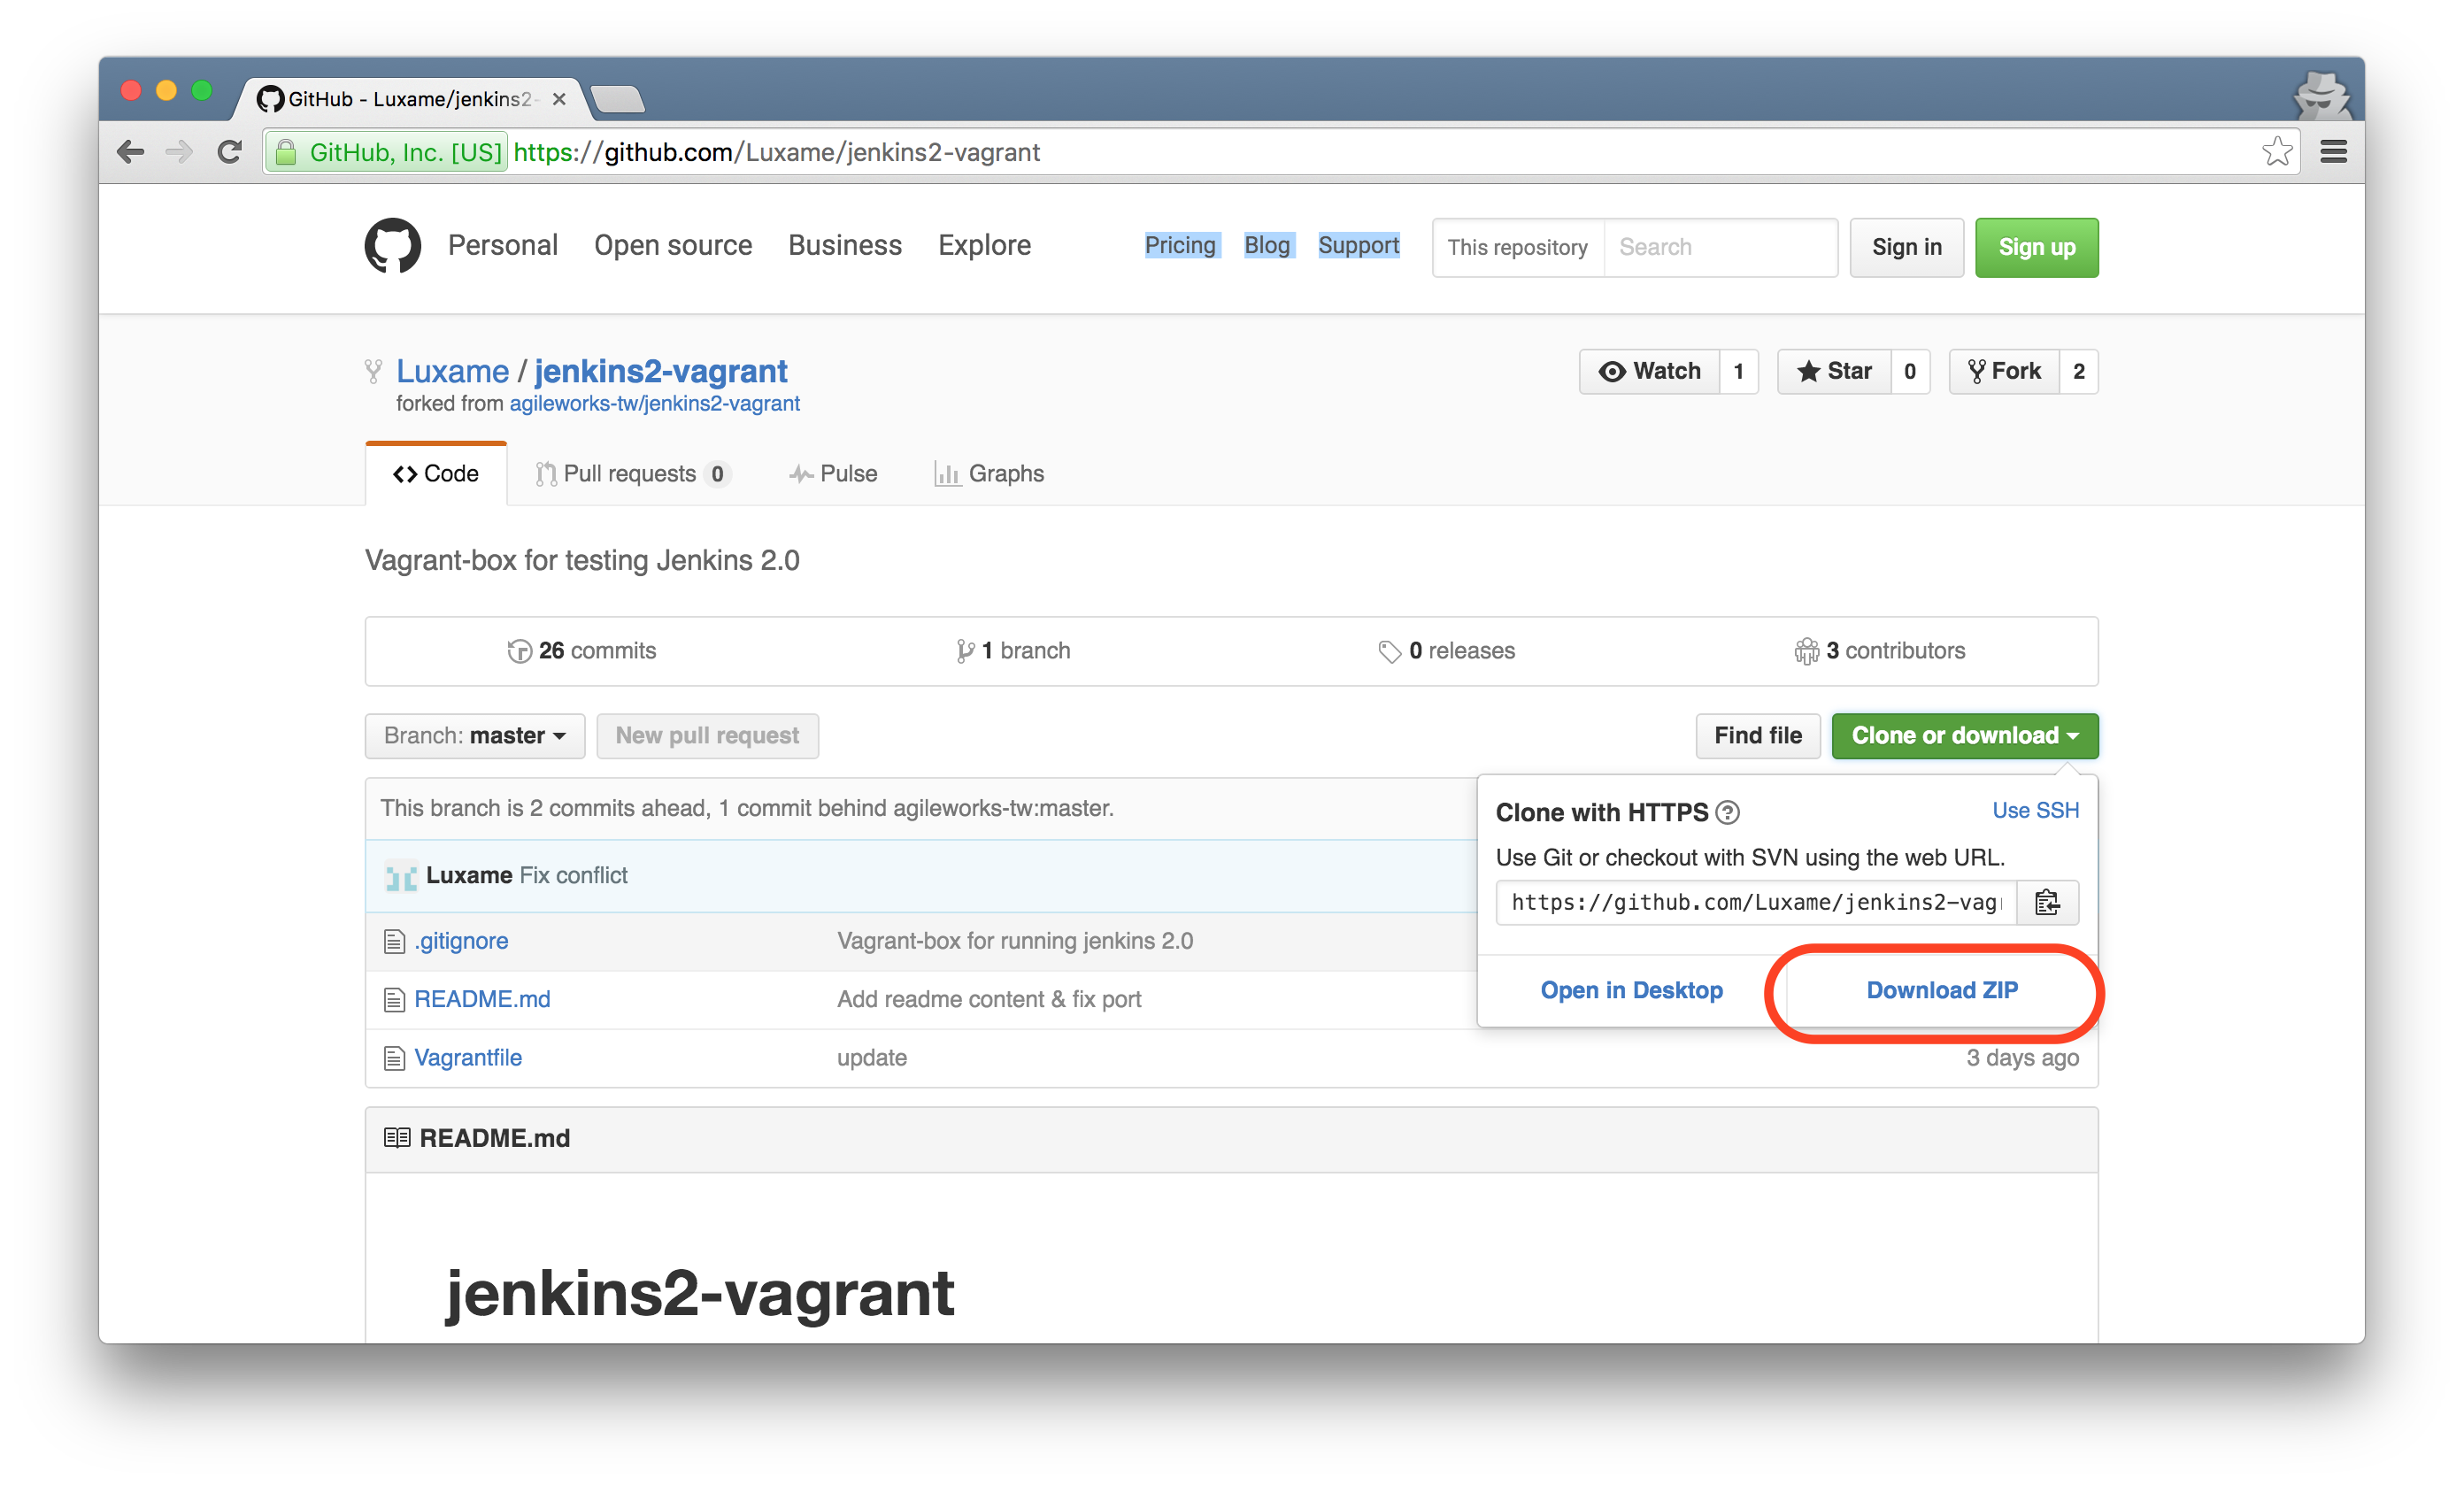 GitHub - Luxame/jenkins2-
GitHub, Inc. [US] https://github.com/Luxame/jenkins2-vagrant
Personal Open source Business Explore Pricing Blog Support This repository Search Sign in Sign up
Luxame / jenkins2-vagrant Watch 1 Star 0 Fork 2
forked from agileworks-tw/jenkins2-vagrant
Code Pull requests 0 Pulse Graphs
Vagrant-box for testing Jenkins 2.0
26 commits 1 branch 0 releases 3 contributors
Branch: master New pull request Find file Clone or download
This branch is 2 commits ahead, 1 commit behind agileworks-tw:master.
Clone with HTTPS ? Use SSH
Use Git or checkout with SVN using the web URL.
https://github.com/Luxame/jenkins2-vag
Open in Desktop Download ZIP
Luxame Fix conflict
.gitignore Vagrant-box for running jenkins 2.0
README.md Add readme content & fix port
Vagrantfile update 3 days ago
README.md
jenkins2-vagrant